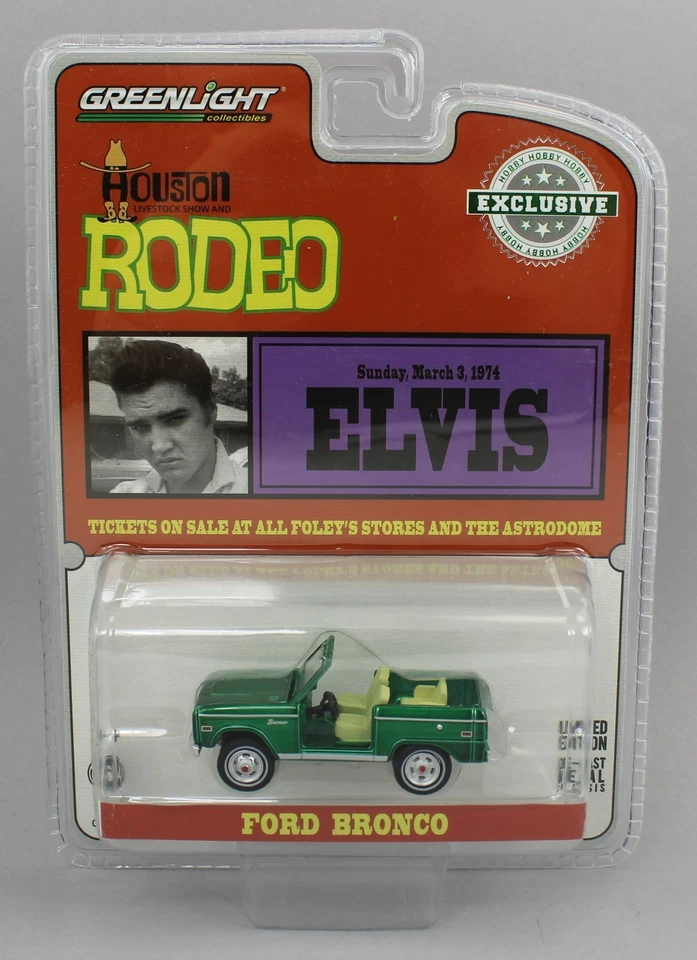 GREENLiGHT
collectibles
HOUSTON
LIVESTOCK SHOW AND
RODEO
HOBBY HOBBY HOBBY
EXCLUSIVE
HOBBY HOBBY HOBBY
Sunday, March 3, 1974
ELVIS
TICKETS ON SALE AT ALL FOLEY'S STORES AND THE ASTRODOME
Bronco
FORD BRONCO